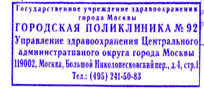 Государственное учреждение здравоохранения
города Москвы
ГОРОДСКАЯ ПОЛИКЛИНИКА № 92
Управление здравоохранения Центрального
административного округа города Москвы
119002, Москва, Большой Николопесковский пер., д.4, стр.1
Тел.: (495) 241-50-83